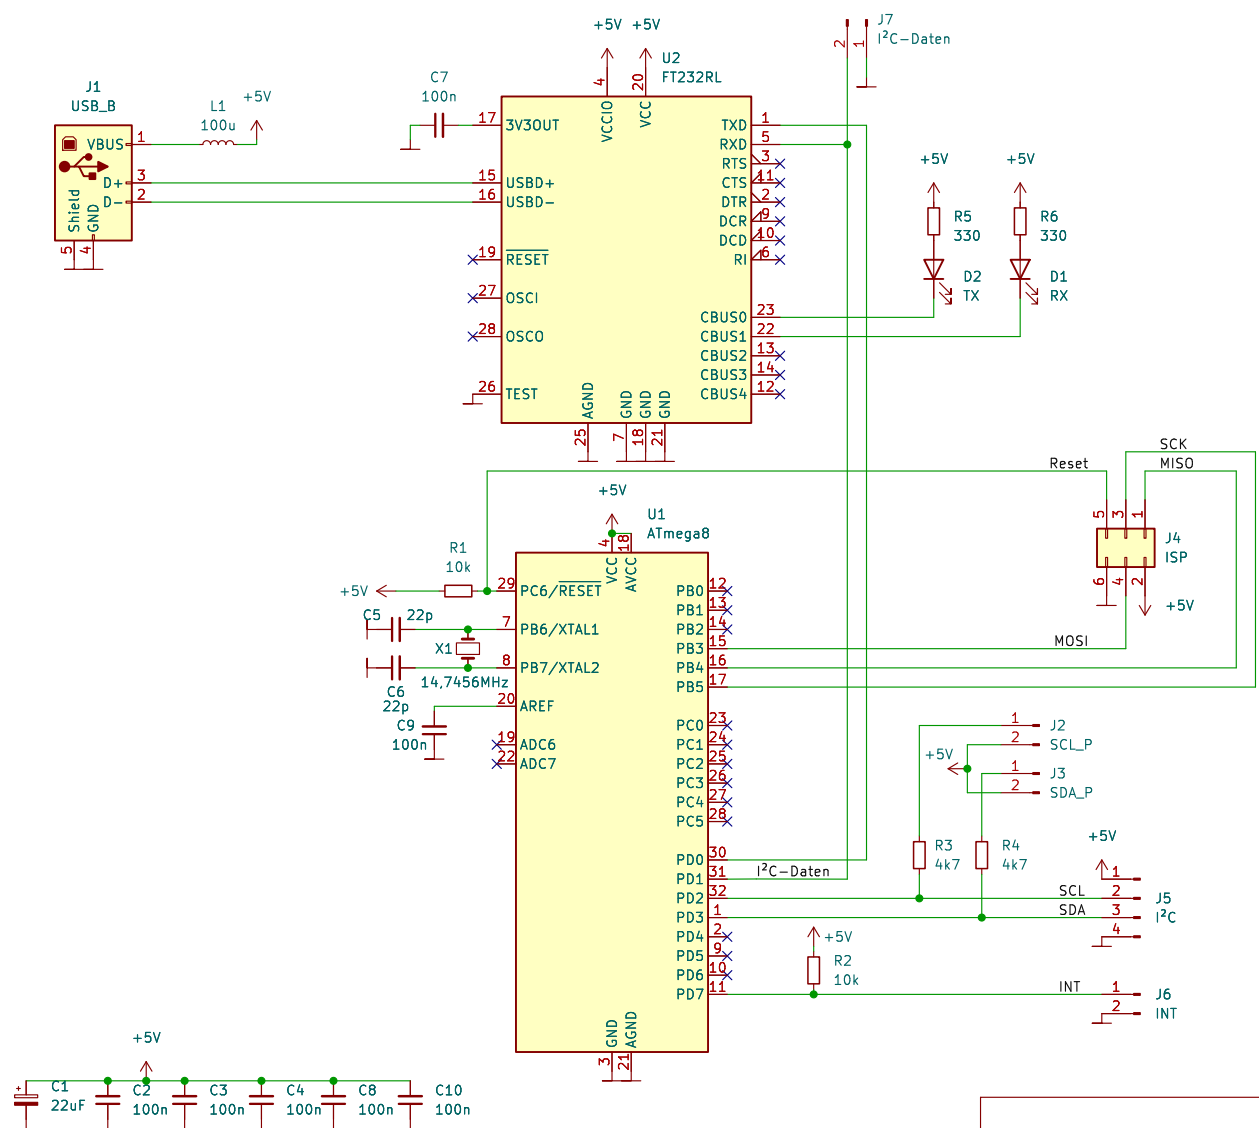 +5V +5V
J7
I²C-Daten
2 1
U2
FT232RL
4 20
VCCIO VCC
J1
USB_B
VBUS 1
D+ 3
D- 2
Shield GND
5 4
L1
100u
+5V
C7
100n
17 3V3OUT
15 USBD+
16 USBD-
19 RESET
27 OSCI
28 OSCO
26 TEST
TXD 1
RXD 5
RTS 3
CTS 11
DTR 2
DCR 9
DCD 10
RI 6
CBUS0 23
CBUS1 22
CBUS2 13
CBUS3 14
CBUS4 12
AGND GND GND GND
25 7 18 21
+5V +5V
R5
330
R6
330
D2
TX
D1
RX
SCK
Reset MISO
5 3 1
J4
ISP
6 4 2
+5V
MOSI
+5V
U1
ATmega8
4 18
VCC AVCC
R1
10k
+5V
C5 22p
X1
14,7456MHz
C6
22p
C9
100n
29 PC6/RESET
7 PB6/XTAL1
8 PB7/XTAL2
20 AREF
19 ADC6
22 ADC7
PB0 12
PB1 13
PB2 14
PB3 15
PB4 16
PB5 17
PC0 23
PC1 24
PC2 25
PC3 26
PC4 27
PC5 28
PD0 30
PD1 31
PD2 32
PD3 1
PD4 2
PD5 9
PD6 10
PD7 11
GND AGND
3 21
I²C-Daten
1 J2
2 SCL_P
+5V
1 J3
2 SDA_P
R3
4k7
R4
4k7
+5V
1
SCL 2 J5
SDA 3 I²C
4
+5V
R2
10k
INT 1 J6
2 INT
+5V
+
C1
22uF
C2
100n
C3
100n
C4
100n
C8
100n
C10
100n